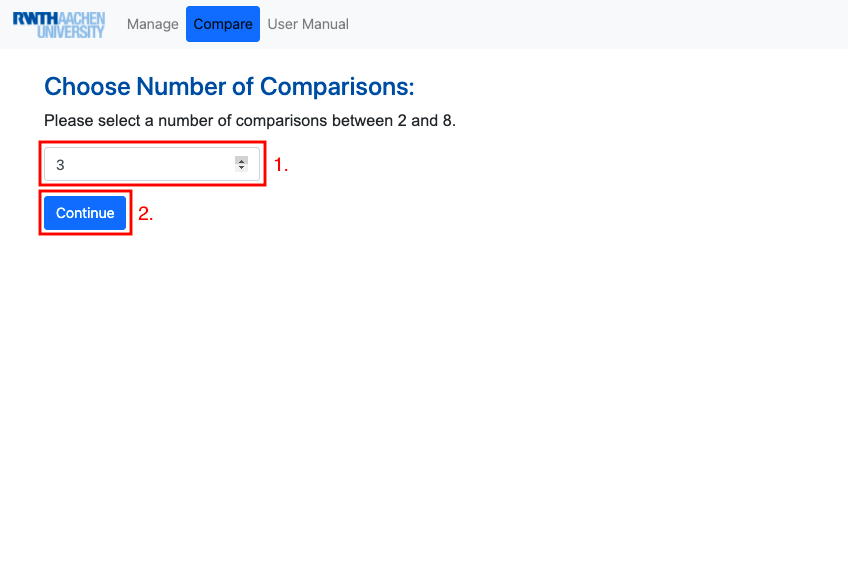 RWTHAACHEN
UNIVERSITY
Manage Compare User Manual
Choose Number of Comparisons:
Please select a number of comparisons between 2 and 8.
3 1.
Continue 2.